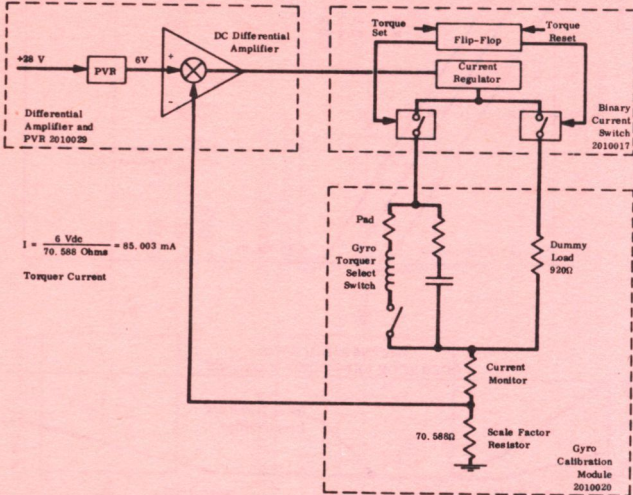 DC Differential
Amplifier
+28 V
PVR
6V
+
-
Differential
Amplifier and
PVR 2010029
Torque
Set
Flip-Flop
Torque
Reset
Current
Regulator
Binary
Current
Switch
2010017
I = 6 Vdc / 70.588 Ohms = 85.003 mA
Torquer Current
Pad
Gyro
Torquer
Select
Switch
Dummy
Load
920Ω
Current
Monitor
70.588Ω
Scale Factor
Resistor
Gyro
Calibration
Module
2010020